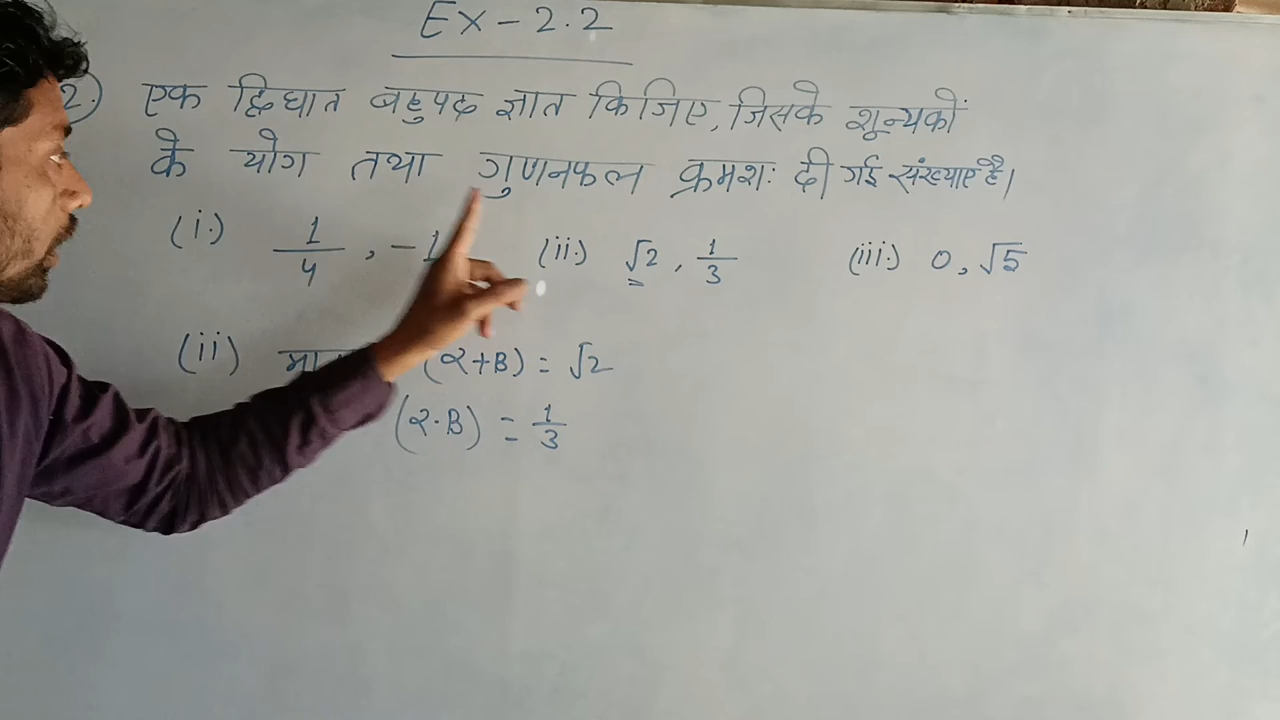 Ex - 2.2
2.) एक द्विघात बहुपद ज्ञात किजिए, जिसके शून्यकों
के योग तथा गुणनफल क्रमशः दी गई संख्याएं है।
(i.) 1/4, -1 (ii.) √2, 1/3 (iii.) 0, √5
(ii) (α+B) = √2
(α·B) = 1/3